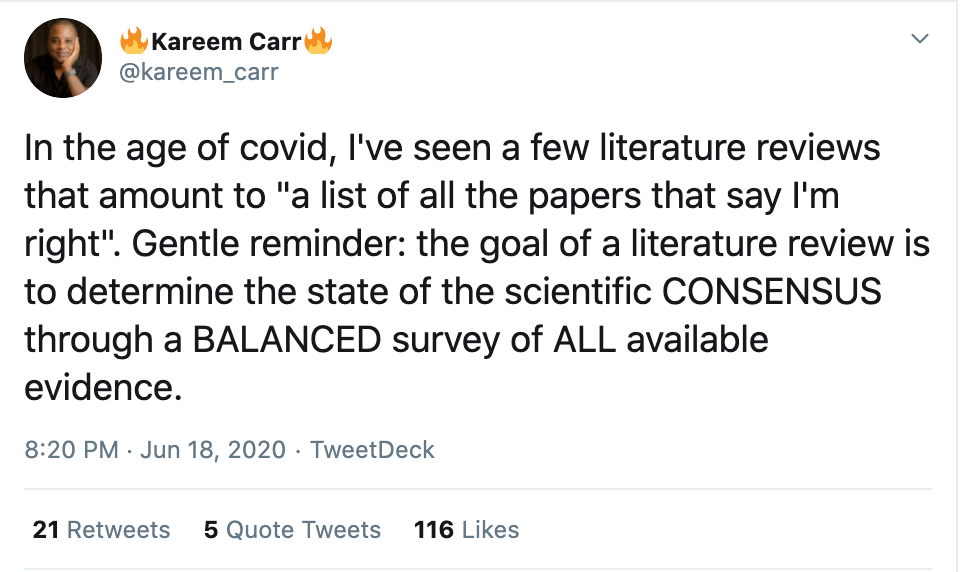 🔥Kareem Carr🔥
@kareem_carr
In the age of covid, I've seen a few literature reviews
that amount to "a list of all the papers that say I'm
right". Gentle reminder: the goal of a literature review is
to determine the state of the scientific CONSENSUS
through a BALANCED survey of ALL available
evidence.
8:20 PM · Jun 18, 2020 · TweetDeck
21 Retweets 5 Quote Tweets 116 Likes